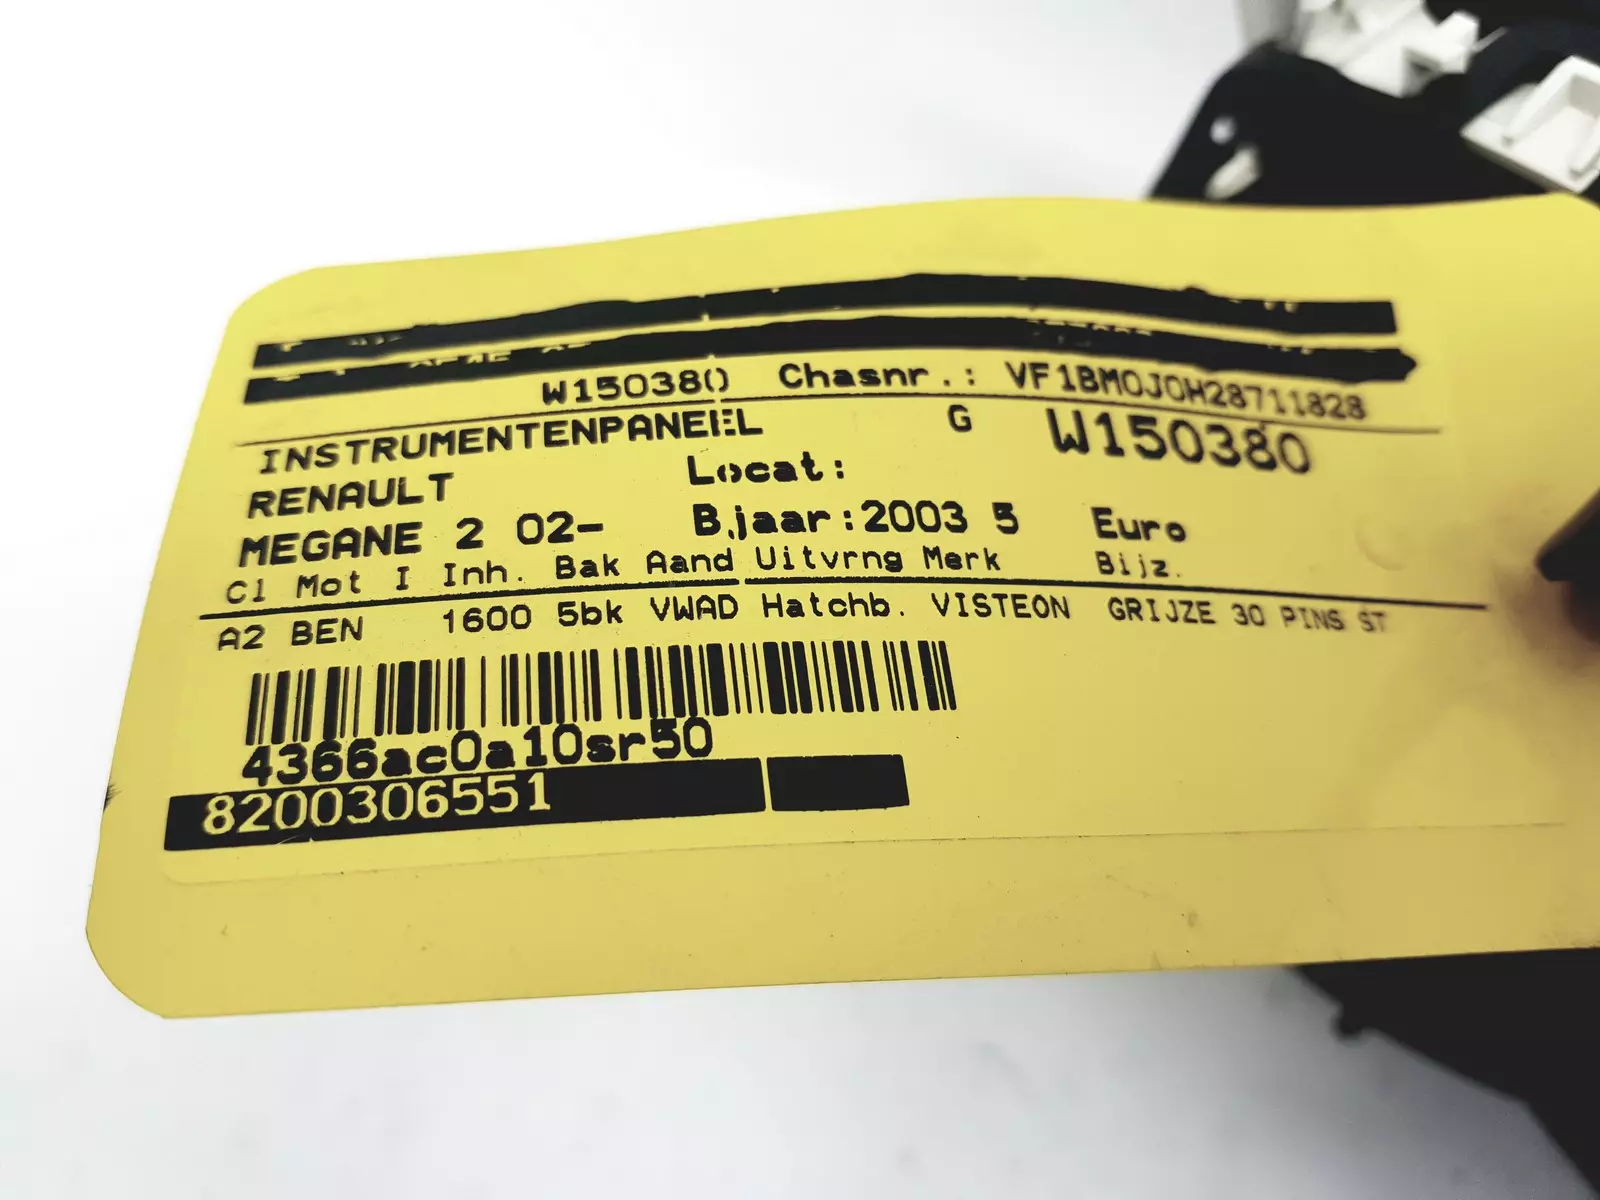 W150380 Chasnr.: VF1BM0J0H28711828
INSTRUMENTENPANEEL G W150380
RENAULT Locat:
MEGANE 2 02- B.jaar:2003 5 Euro
Cl Mot I Inh. Bak Aand Uitvrng Merk Bijz.
A2 BEN 1600 5bk VWAD Hatchb. VISTEON GRIJZE 30 PINS ST
4366ac0a10sr50
8200306551